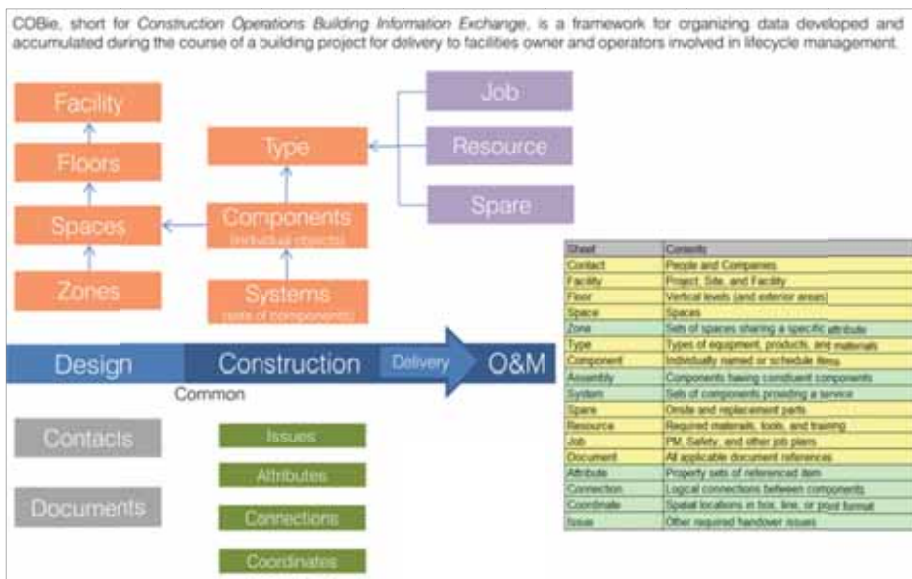 COBie, short for Construction Operations Building Information Exchange, is a framework for organizing data developed and
accumulated during the course of a building project for delivery to facilities owner and operators involved in lifecycle management.
Facility
Floors
Spaces
Zones
Type
Components
(individual objects)
Systems
(sets of components)
Job
Resource
Spare
Design
Construction
Delivery
O&M
Common
Contacts
Documents
Issues
Attributes
Connections
Coordinates
Sheet Contents
Contact People and Companies
Facility Project, Site, and Facility
Floor Vertical levels (and exterior areas)
Space Spaces
Zone Sets of spaces sharing a specific attribute
Type Types of equipment, products, and materials
Component Individually named or schedule items
Assembly Components having constituent components
System Sets of components providing a service
Spare Onsite and replacement parts
Resource Required materials, tools, and training
Job PM, Safety, and other job plans
Document All applicable document references
Attribute Property sets of referenced item
Connection Logical connections between components
Coordinate Spatial locations in box, line, or point format
Issue Other required handover issues